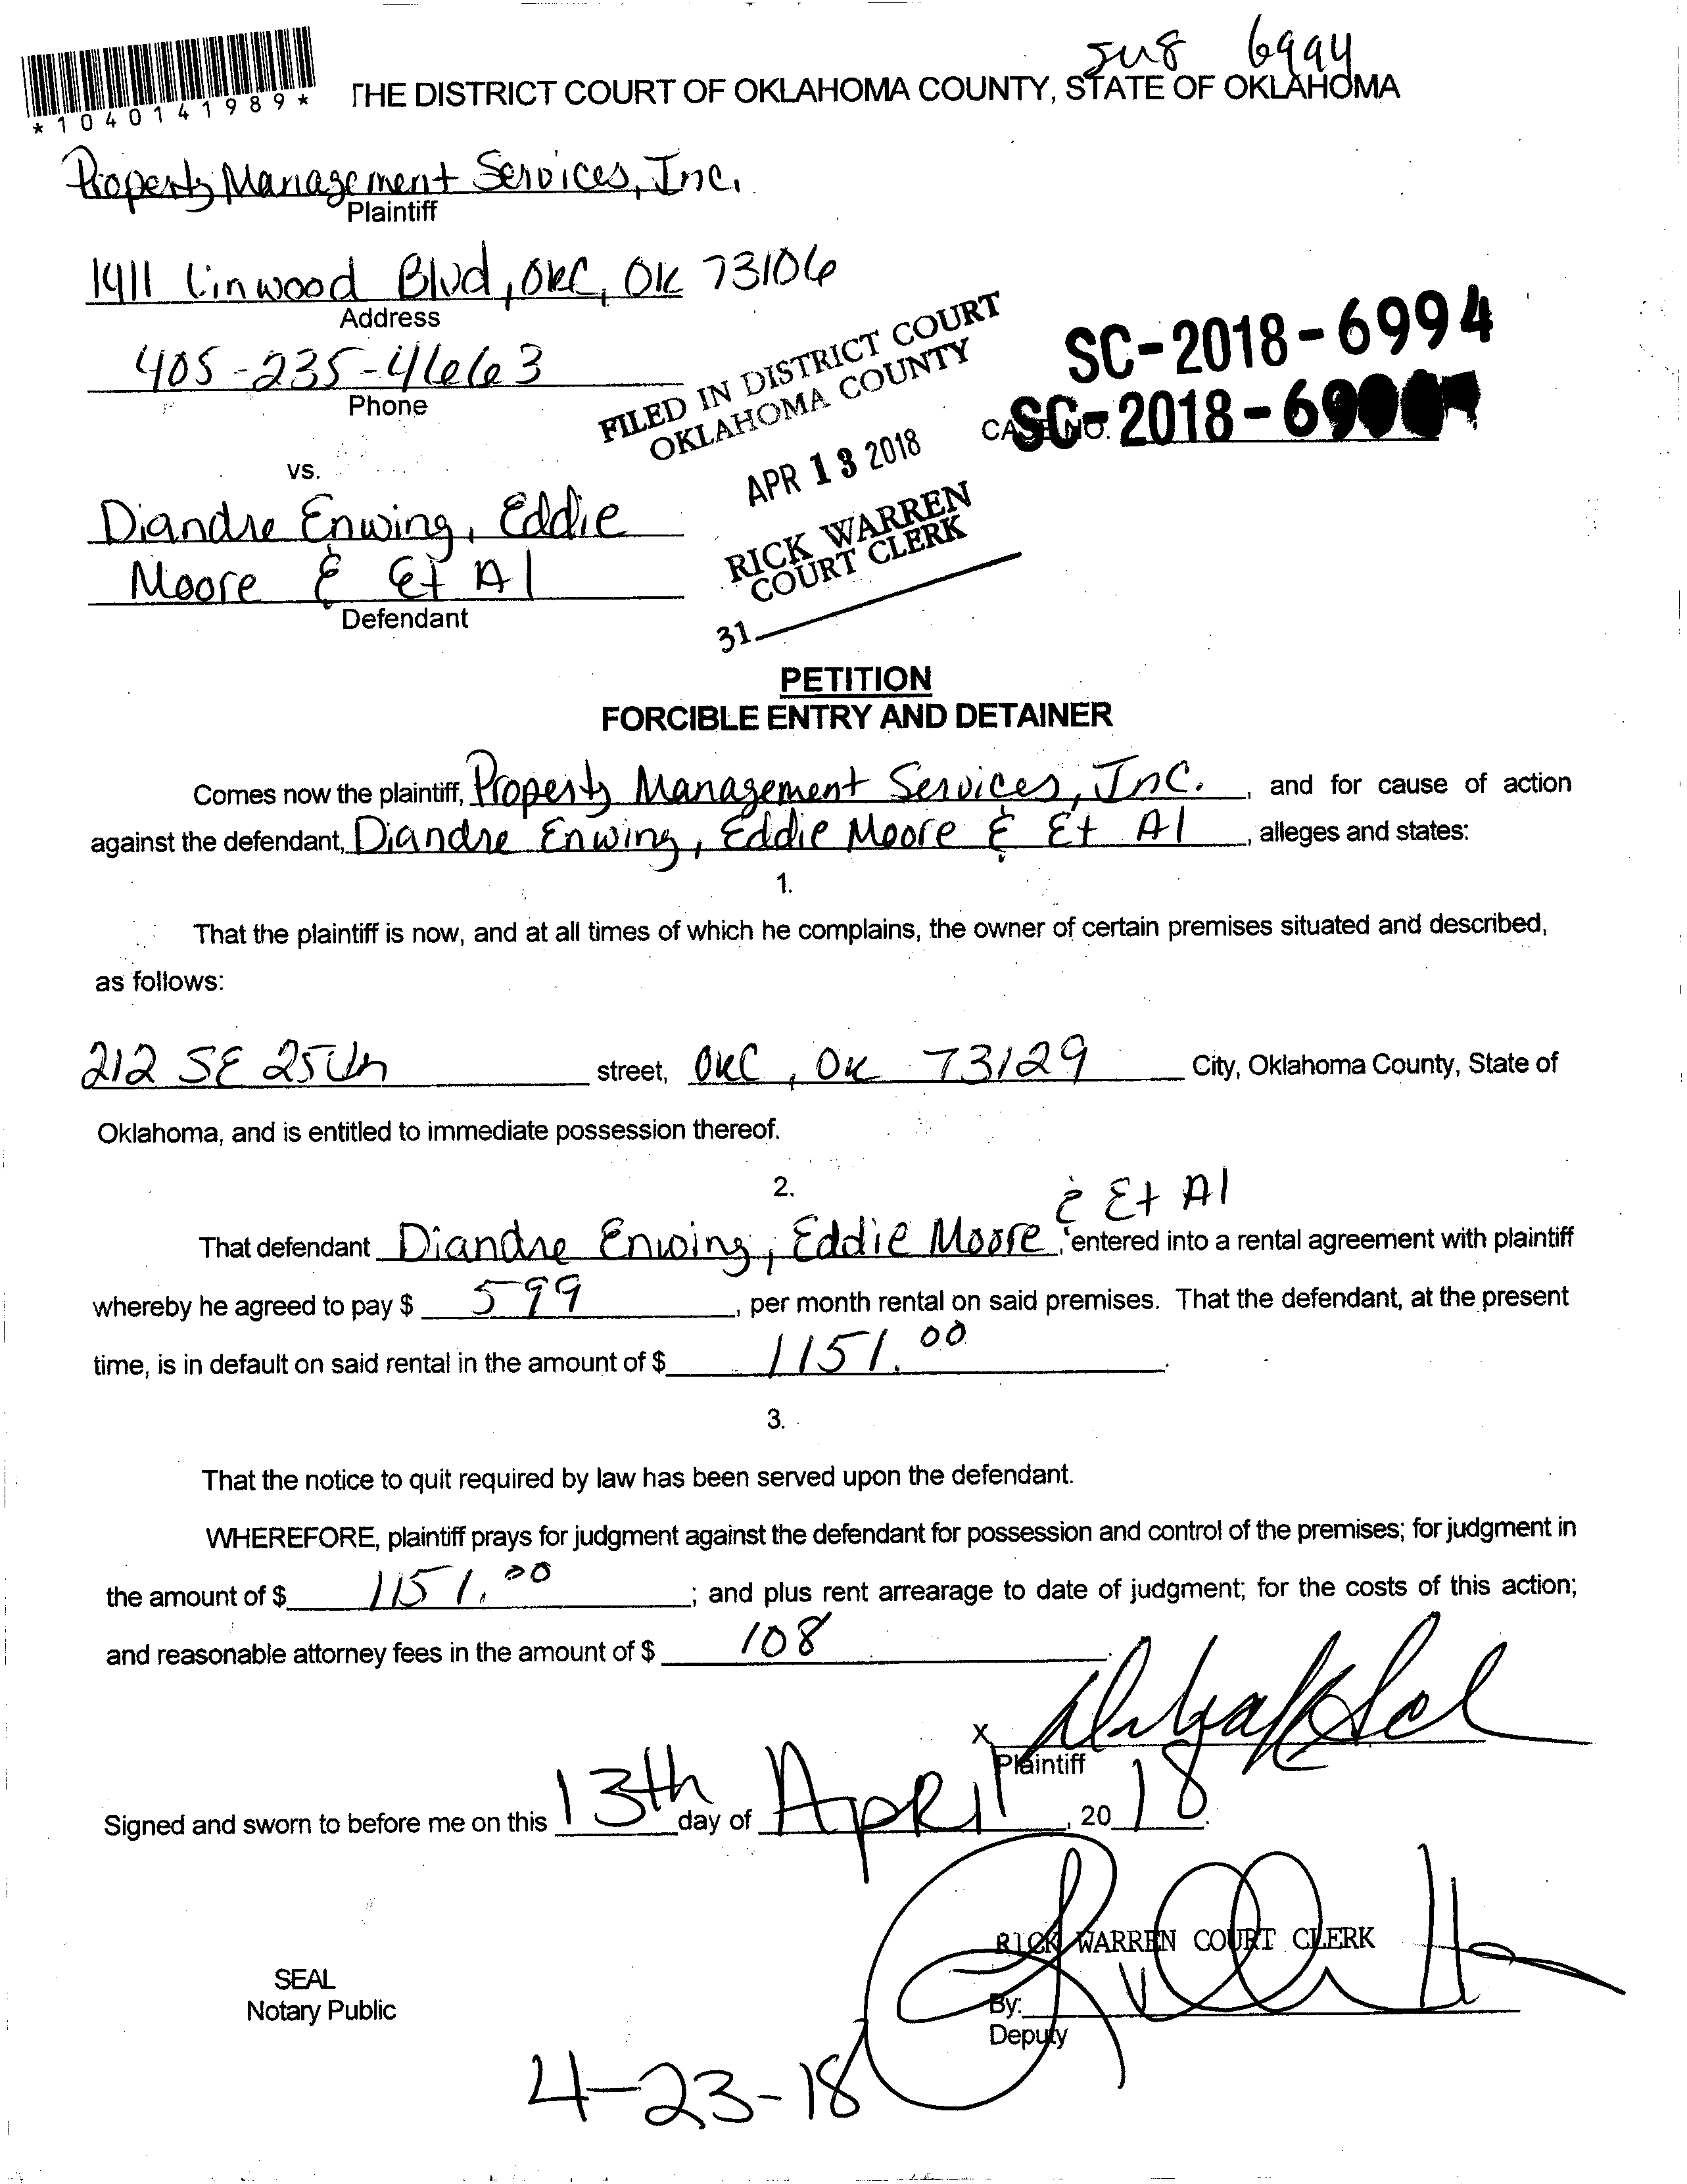 6994
*1040141989*
THE DISTRICT COURT OF OKLAHOMA COUNTY, STATE OF OKLAHOMA
Property Management Services, Inc.
Plaintiff
1411 Linwood Blvd, OKC, OK 73106
Address
405-235-4663
Phone
FILED IN DISTRICT COURT
OKLAHOMA COUNTY
APR 13 2018
RICK WARREN
COURT CLERK
31
SC-2018-6994
CASE NO. SC-2018-69
vs.
Diandre Enwing, Eddie
Moore & Et Al
Defendant
PETITION
FORCIBLE ENTRY AND DETAINER
Comes now the plaintiff, Property Management Services, Inc. , and for cause of action
against the defendant, Diandre Enwing, Eddie Moore & Et Al , alleges and states:
1.
That the plaintiff is now, and at all times of which he complains, the owner of certain premises situated and described,
as follows:
212 SE 25th street, OKC, OK 73129 City, Oklahoma County, State of
Oklahoma, and is entitled to immediate possession thereof.
2.
& Et Al
That defendant Diandre Enwing, Eddie Moore, entered into a rental agreement with plaintiff
whereby he agreed to pay $ 599 , per month rental on said premises. That the defendant, at the present
time, is in default on said rental in the amount of $ 1151.00 .
3.
That the notice to quit required by law has been served upon the defendant.
WHEREFORE, plaintiff prays for judgment against the defendant for possession and control of the premises; for judgment in
the amount of $ 1151.00 ; and plus rent arrearage to date of judgment; for the costs of this action;
and reasonable attorney fees in the amount of $ 108 .
X
Plaintiff
Signed and sworn to before me on this 13th day of April , 20 18.
RICK WARREN COURT CLERK
SEAL
Notary Public
By:
Deputy
4-23-18